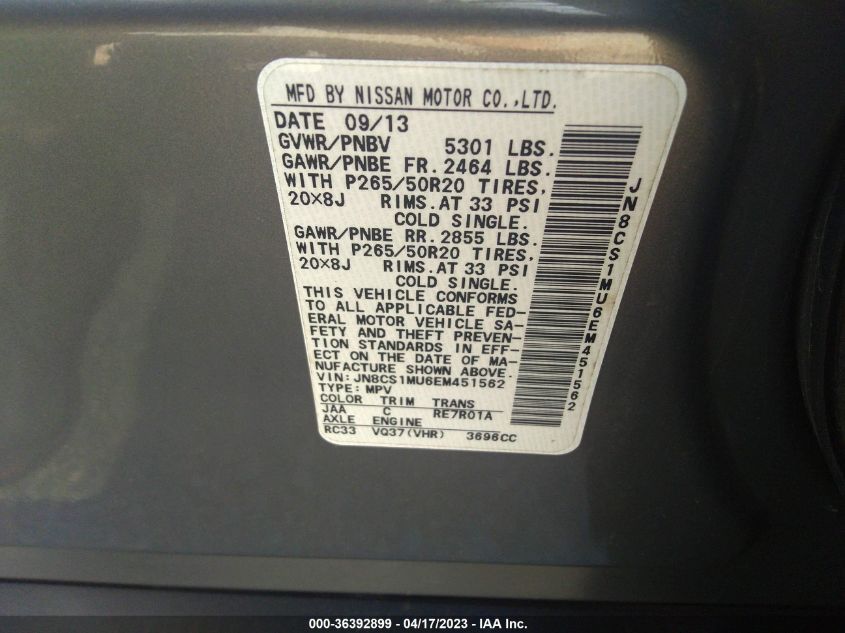 MFD BY NISSAN MOTOR CO.,LTD.
DATE 09/13
GVWR/PNBV 5301 LBS.
GAWR/PNBE FR. 2464 LBS.
WITH P265/50R20 TIRES,
20×8J RIMS. AT 33 PSI
COLD SINGLE.
GAWR/PNBE RR. 2855 LBS.
WITH P265/50R20 TIRES,
20×8J RIMS. AT 33 PSI
COLD SINGLE.
THIS VEHICLE CONFORMS
TO ALL APPLICABLE FED-
ERAL MOTOR VEHICLE SA-
FETY AND THEFT PREVEN-
TION STANDARDS IN EFF-
ECT ON THE DATE OF MA-
NUFACTURE SHOWN ABOVE.
VIN: JN8CS1MU6EM451562
TYPE: MPV
COLOR TRIM TRANS
JAA C RE7R01A
AXLE ENGINE
RC33 VQ37(VHR) 3696CC
JN8CS1MU6EM451562
000-36392899 - 04/17/2023 - IAA Inc.